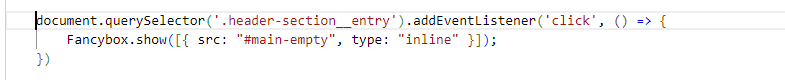 document.querySelector('.header-section__entry').addEventListener('click', () => {
    Fancybox.show([{ src: "#main-empty", type: "inline" }]);
})